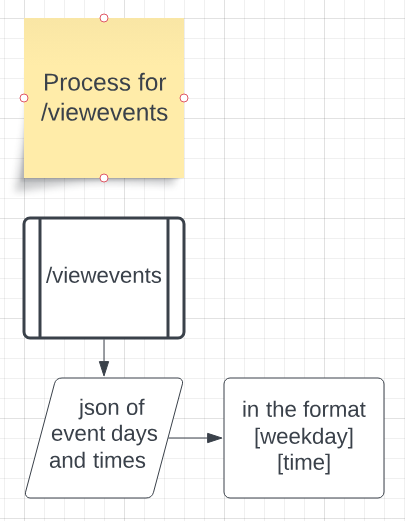 Process for
/viewevents
/viewevents
json of
event days
and times
in the format
[weekday]
[time]